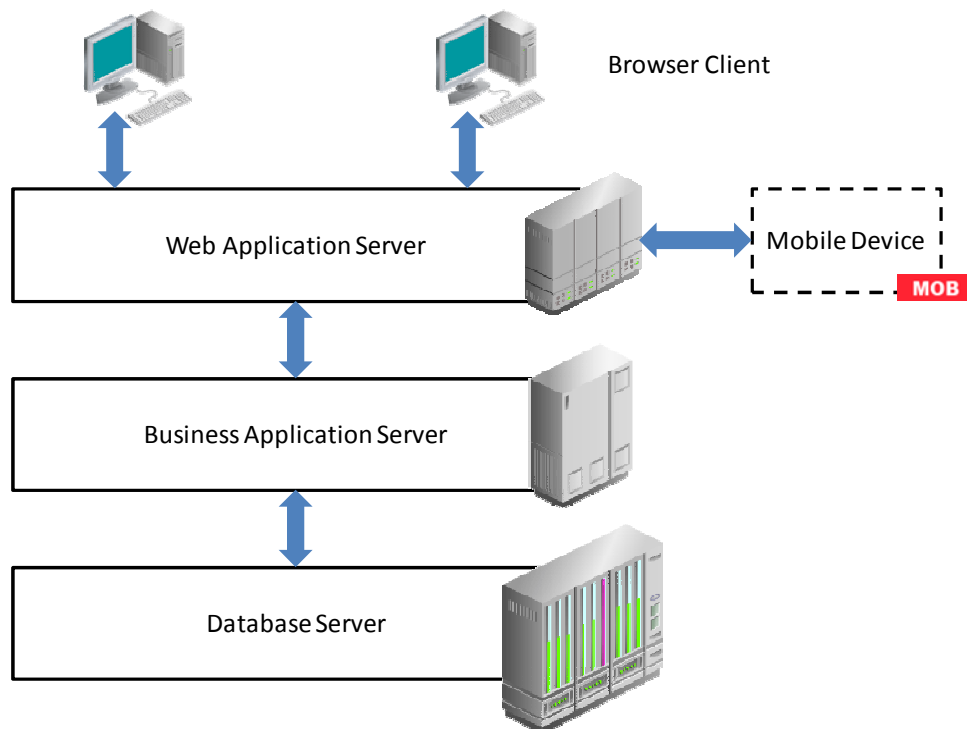 Browser Client
Web Application Server
Mobile Device
MOB
Business Application Server
Database Server